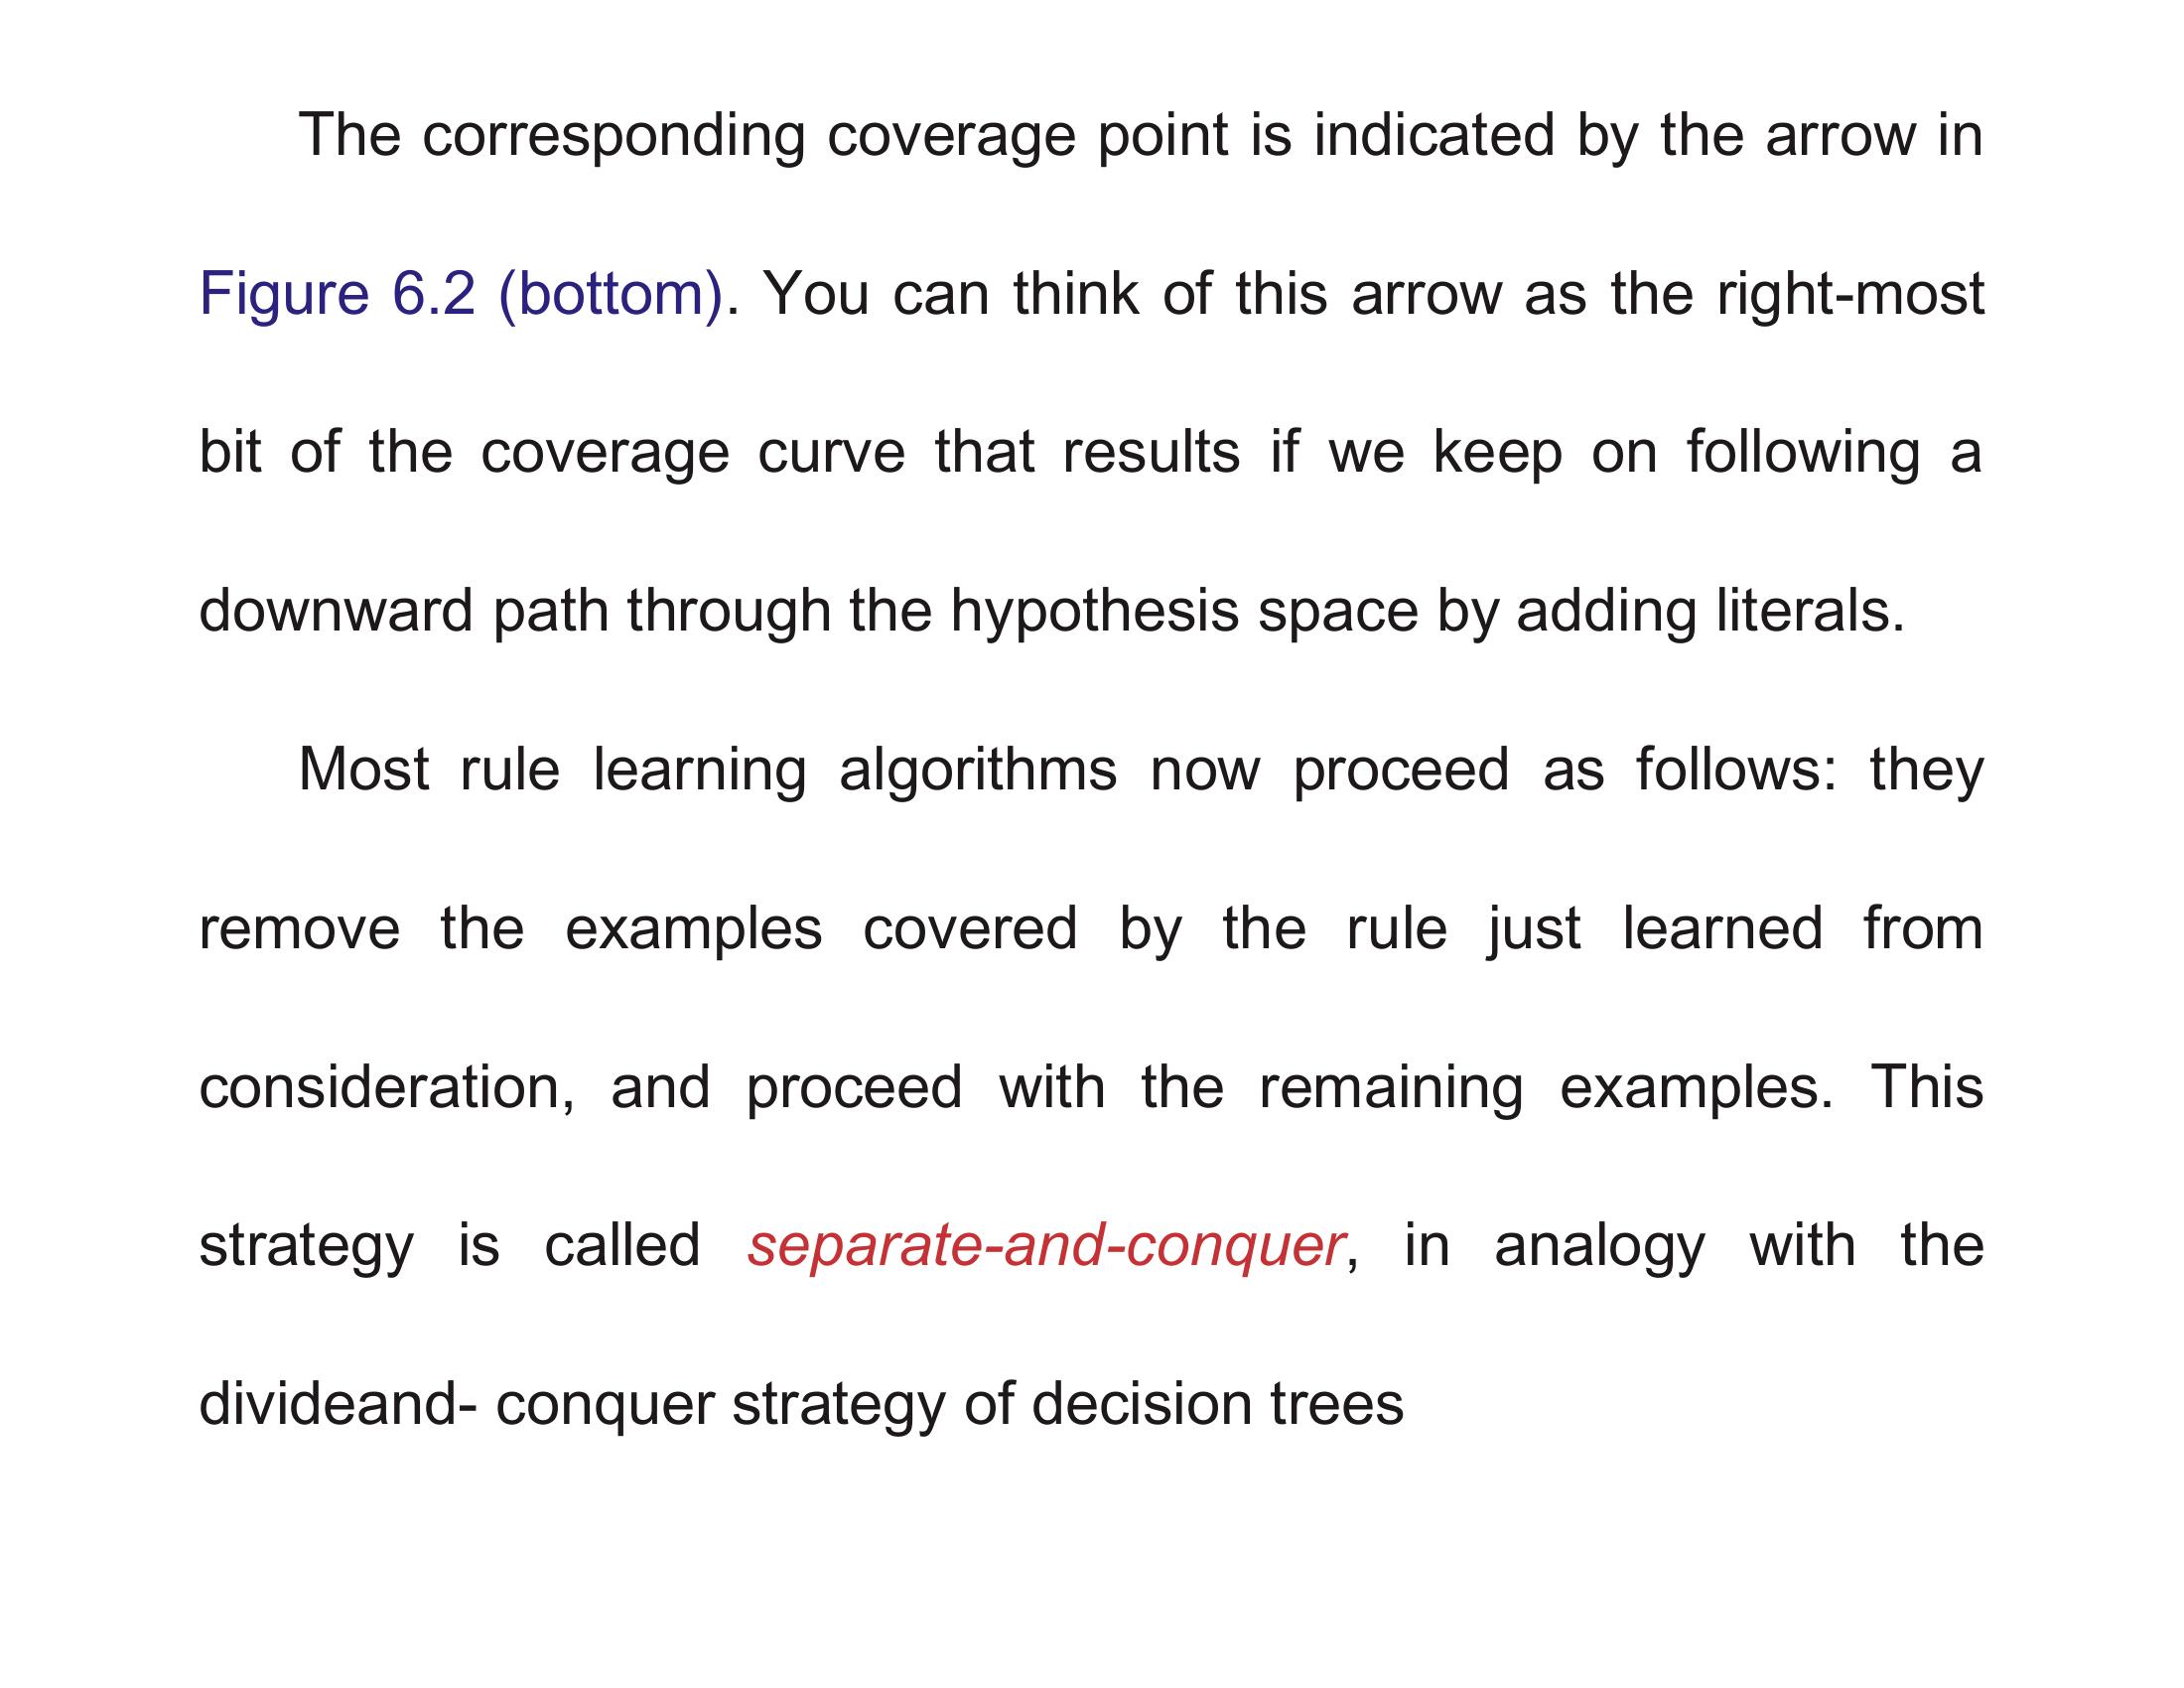 The corresponding coverage point is indicated by the arrow in
Figure 6.2 (bottom). You can think of this arrow as the right-most
bit of the coverage curve that results if we keep on following a
downward path through the hypothesis space by adding literals.
Most rule learning algorithms now proceed as follows: they
remove the examples covered by the rule just learned from
consideration, and proceed with the remaining examples. This
strategy is called separate-and-conquer, in analogy with the
divideand- conquer strategy of decision trees